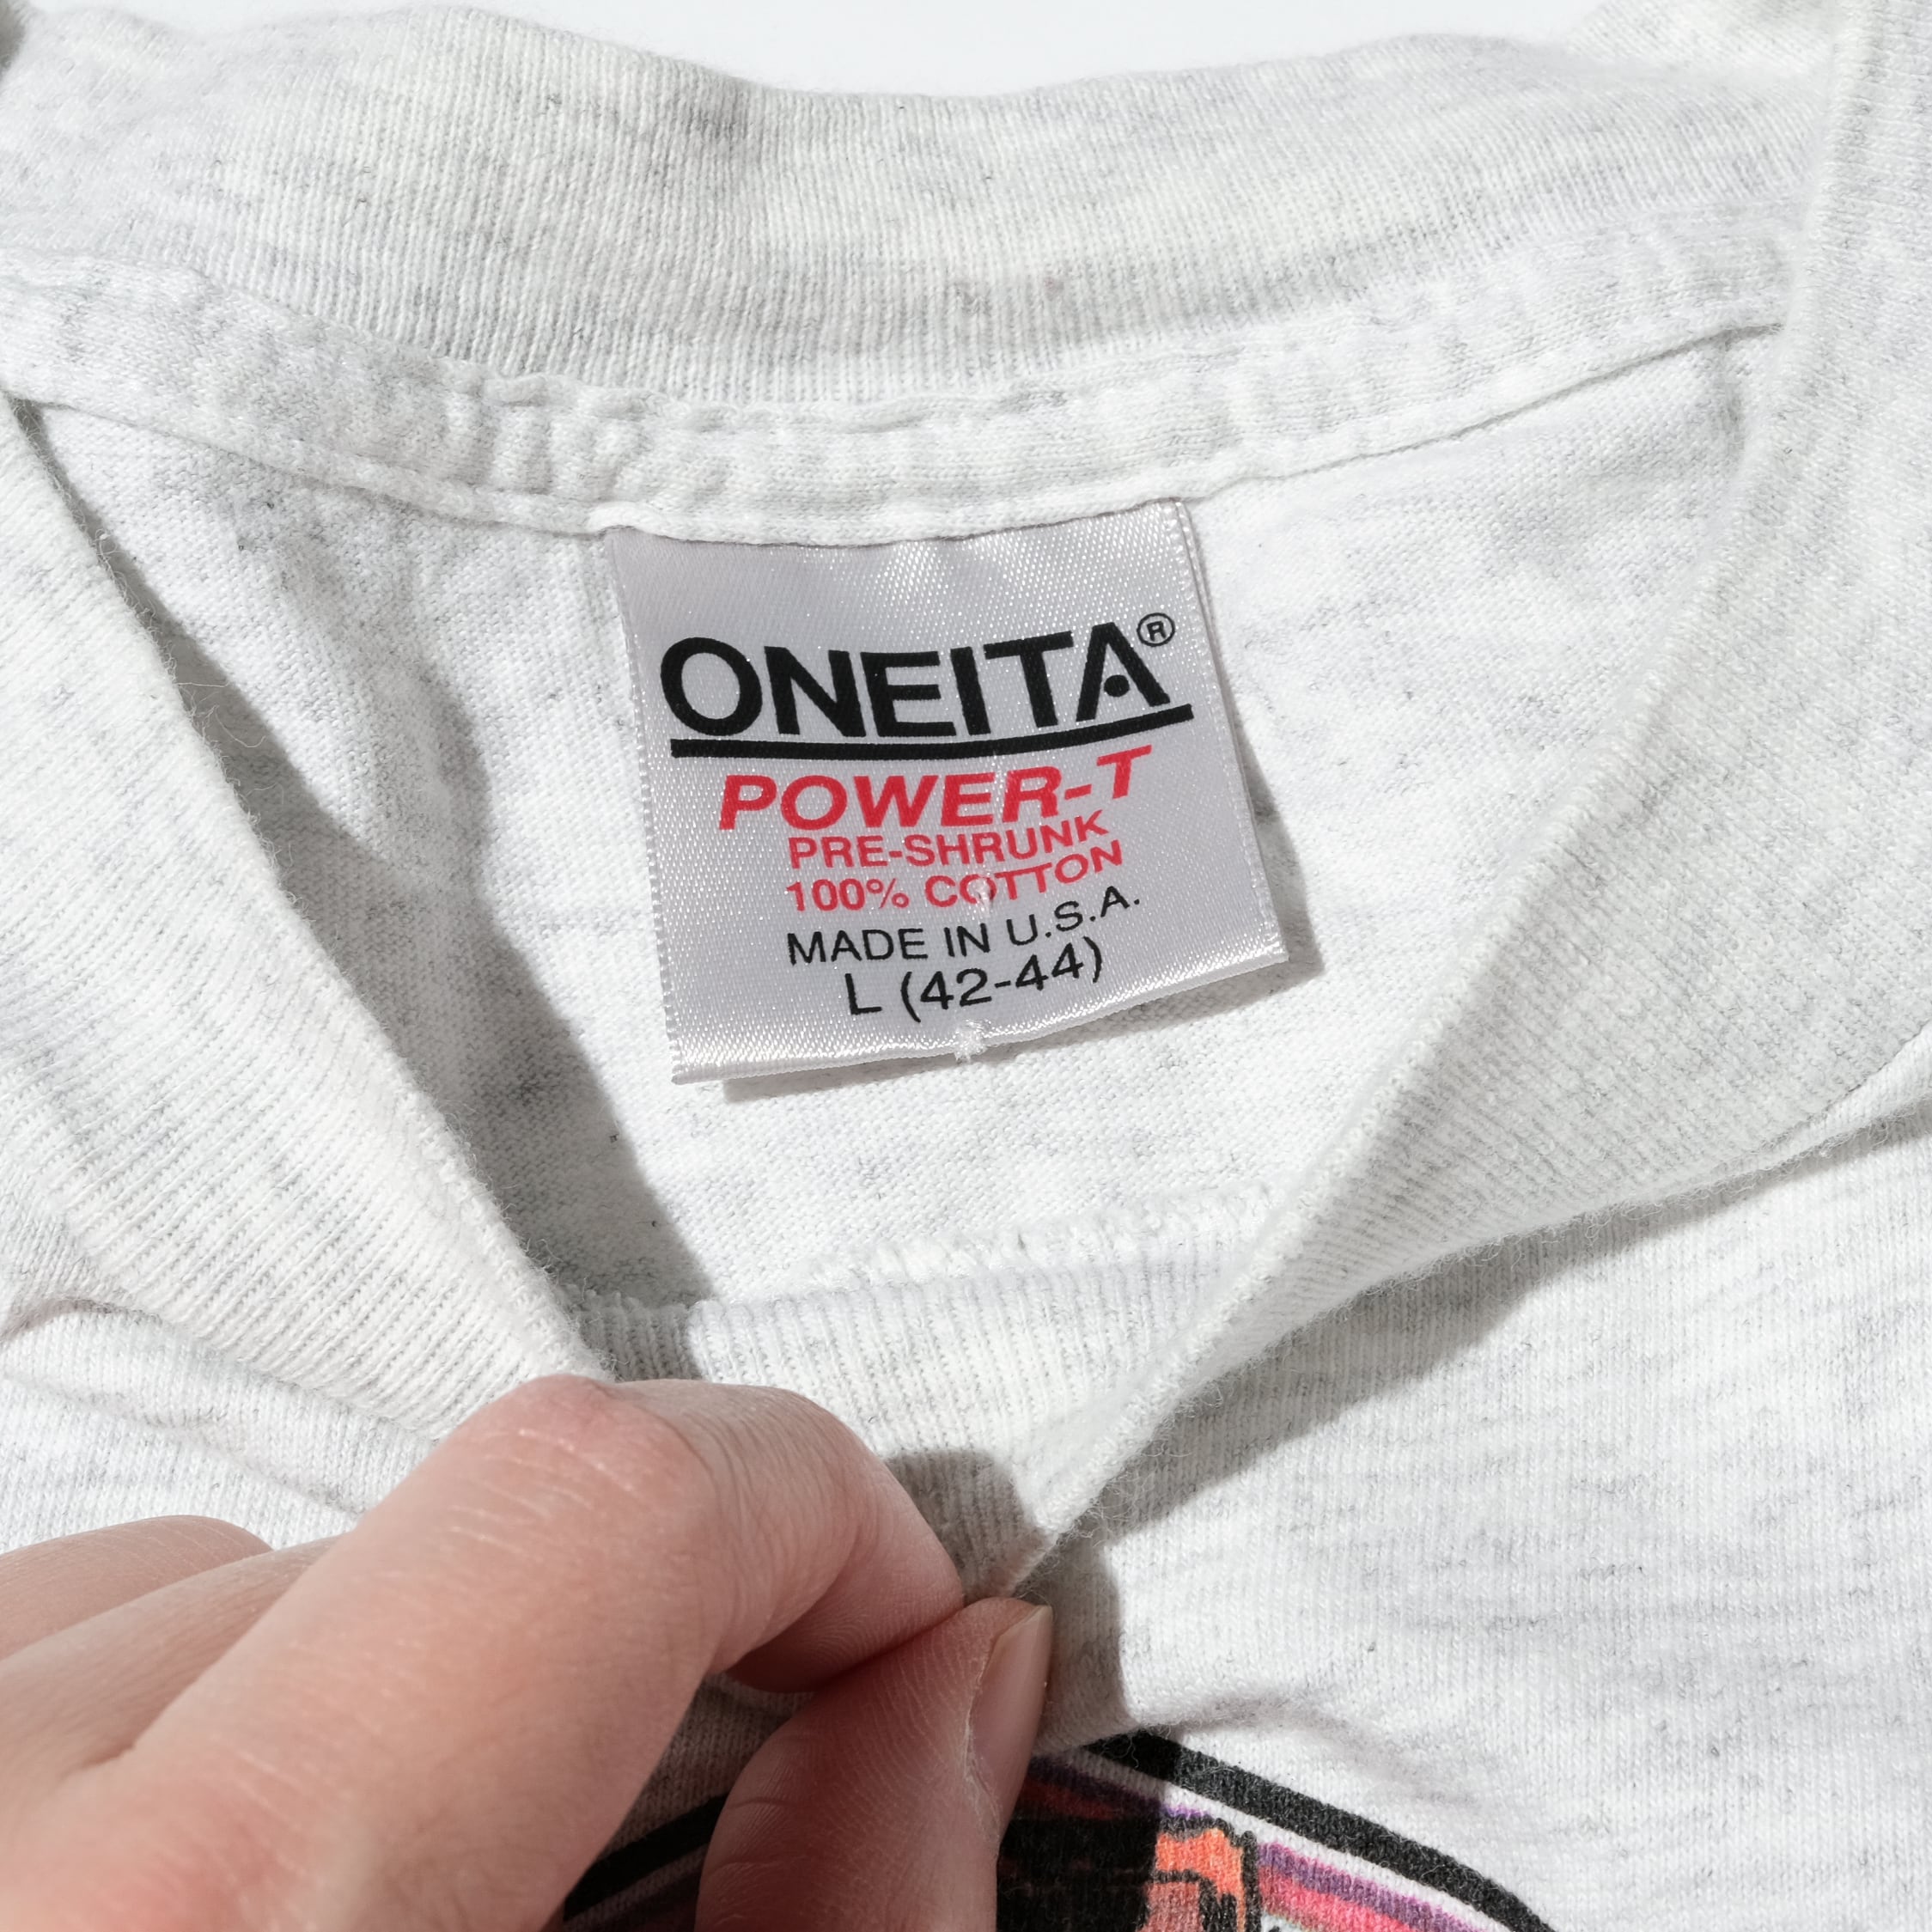 ONEITA®
POWER-T
PRE-SHRUNK
100% COTTON
MADE IN U.S.A.
L (42-44)